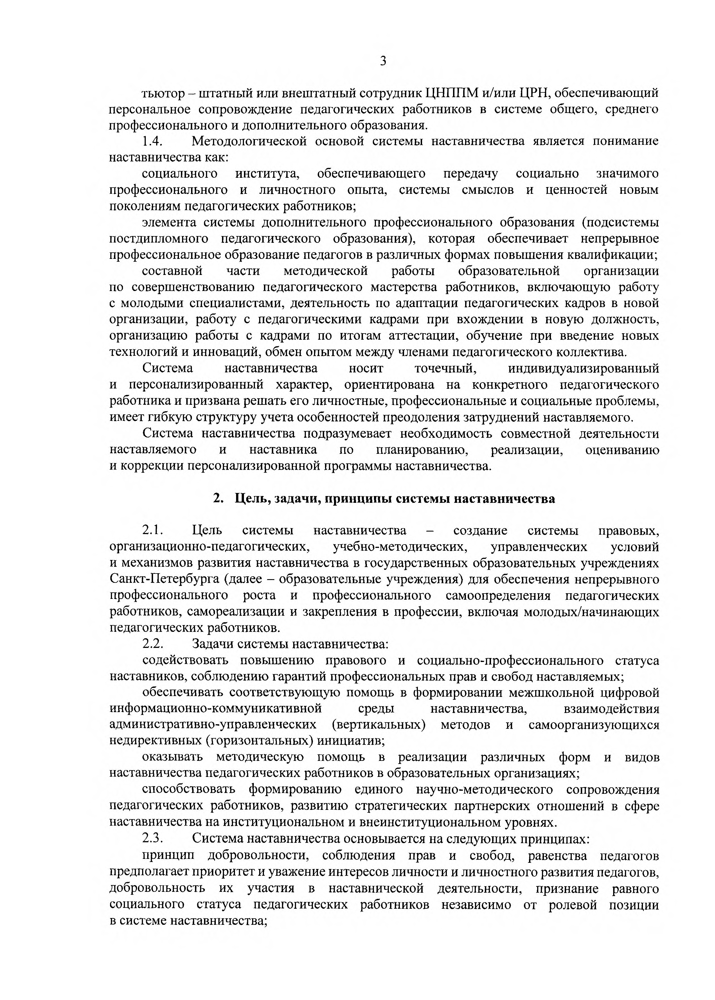 3
тьютор – штатный или внештатный сотрудник ЦНППМ и/или ЦРН, обеспечивающий
персональное сопровождение педагогических работников в системе общего, среднего
профессионального и дополнительного образования.
1.4. Методологической основой системы наставничества является понимание
наставничества как:
социального института, обеспечивающего передачу социально значимого
профессионального и личностного опыта, системы смыслов и ценностей новым
поколениям педагогических работников;
элемента системы дополнительного профессионального образования (подсистемы
постдипломного педагогического образования), которая обеспечивает непрерывное
профессиональное образование педагогов в различных формах повышения квалификации;
составной части методической работы образовательной организации
по совершенствованию педагогического мастерства работников, включающую работу
с молодыми специалистами, деятельность по адаптации педагогических кадров в новой
организации, работу с педагогическими кадрами при вхождении в новую должность,
организацию работы с кадрами по итогам аттестации, обучение при введение новых
технологий и инноваций, обмен опытом между членами педагогического коллектива.
Система наставничества носит точечный, индивидуализированный
и персонализированный характер, ориентирована на конкретного педагогического
работника и призвана решать его личностные, профессиональные и социальные проблемы,
имеет гибкую структуру учета особенностей преодоления затруднений наставляемого.
Система наставничества подразумевает необходимость совместной деятельности
наставляемого и наставника по планированию, реализации, оцениванию
и коррекции персонализированной программы наставничества.
2. Цель, задачи, принципы системы наставничества
2.1. Цель системы наставничества – создание системы правовых,
организационно-педагогических, учебно-методических, управленческих условий
и механизмов развития наставничества в государственных образовательных учреждениях
Санкт-Петербурга (далее – образовательные учреждения) для обеспечения непрерывного
профессионального роста и профессионального самоопределения педагогических
работников, самореализации и закрепления в профессии, включая молодых/начинающих
педагогических работников.
2.2. Задачи системы наставничества:
содействовать повышению правового и социально-профессионального статуса
наставников, соблюдению гарантий профессиональных прав и свобод наставляемых;
обеспечивать соответствующую помощь в формировании межшкольной цифровой
информационно-коммуникативной среды наставничества, взаимодействия
административно-управленческих (вертикальных) методов и самоорганизующихся
недирективных (горизонтальных) инициатив;
оказывать методическую помощь в реализации различных форм и видов
наставничества педагогических работников в образовательных организациях;
способствовать формированию единого научно-методического сопровождения
педагогических работников, развитию стратегических партнерских отношений в сфере
наставничества на институциональном и внеинституциональном уровнях.
2.3. Система наставничества основывается на следующих принципах:
принцип добровольности, соблюдения прав и свобод, равенства педагогов
предполагает приоритет и уважение интересов личности и личностного развития педагогов,
добровольность их участия в наставнической деятельности, признание равного
социального статуса педагогических работников независимо от ролевой позиции
в системе наставничества;